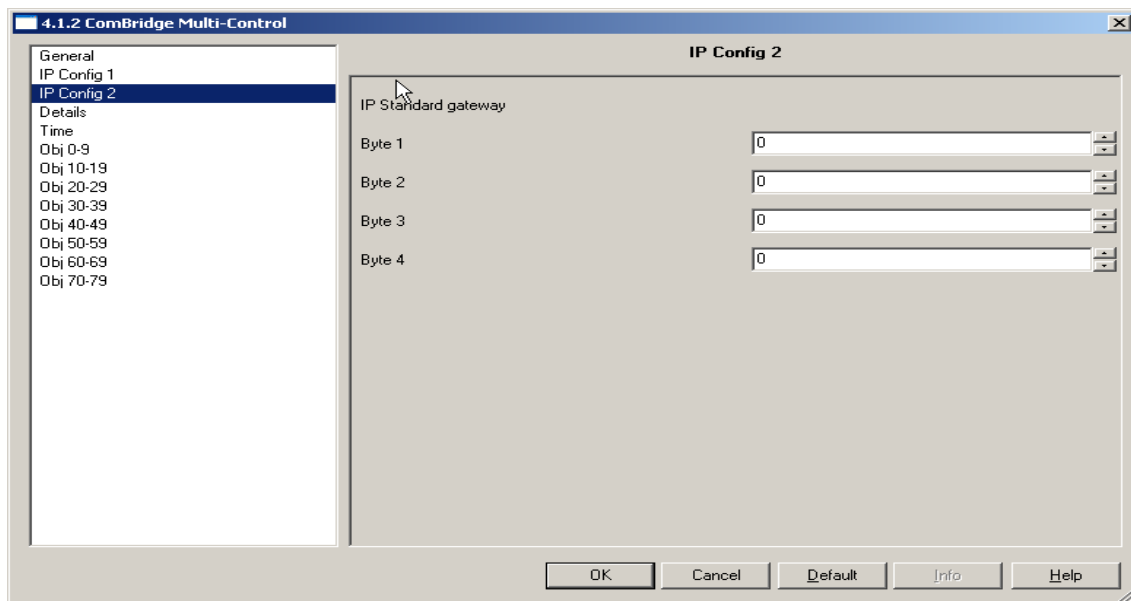 4.1.2 ComBridge Multi-Control
General
IP Config 1
IP Config 2
Details
Time
Obj 0-9
Obj 10-19
Obj 20-29
Obj 30-39
Obj 40-49
Obj 50-59
Obj 60-69
Obj 70-79
IP Config 2
IP Standard gateway
Byte 1 0
Byte 2 0
Byte 3 0
Byte 4 0
OK Cancel Default Info Help